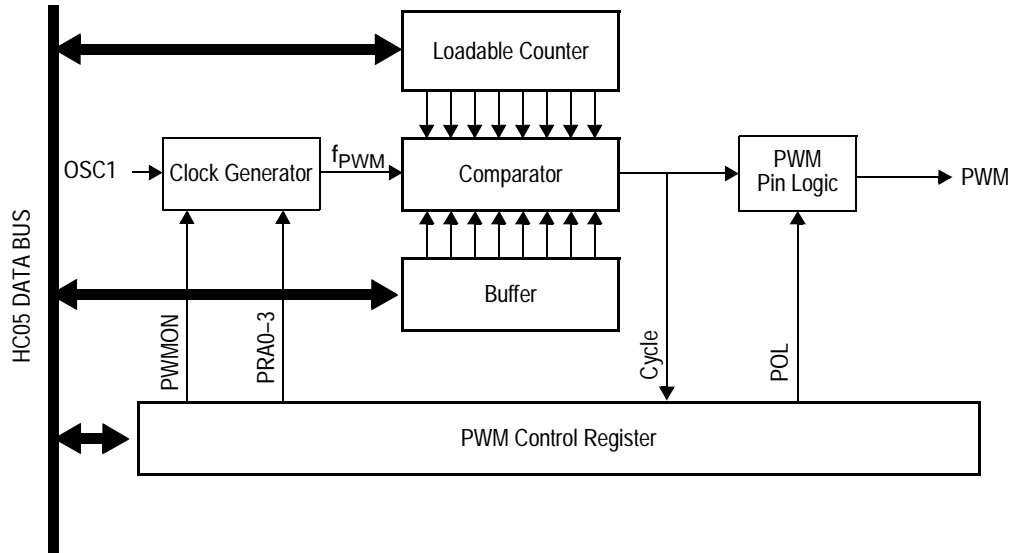 Loadable Counter
OSC1
Clock Generator
fPWM
Comparator
PWM
Pin Logic
PWM
Buffer
HC05 DATA BUS
PWMON
PRA0–3
Cycle
POL
PWM Control Register